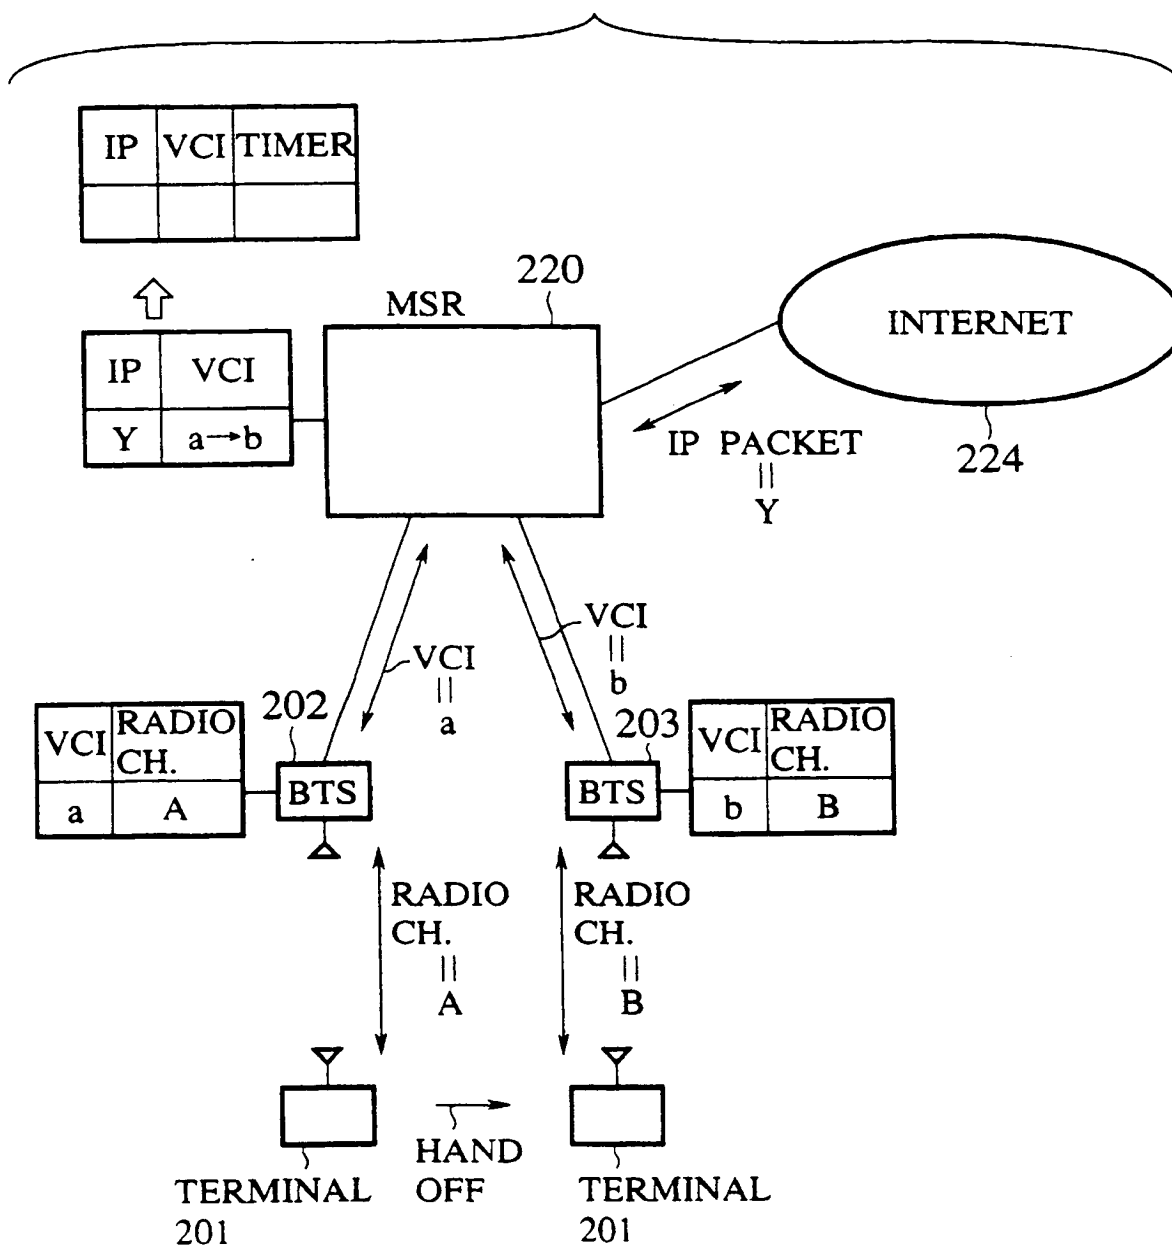 IP VCI TIMER
220
MSR
INTERNET
IP VCI
Y a→b
IP PACKET
||
Y
224
VCI
||
b
VCI
||
a
202
203
VCI RADIO CH.
a A
BTS
BTS
VCI RADIO CH.
b B
RADIO
CH.
||
A
RADIO
CH.
||
B
HAND
OFF
TERMINAL
201
TERMINAL
201